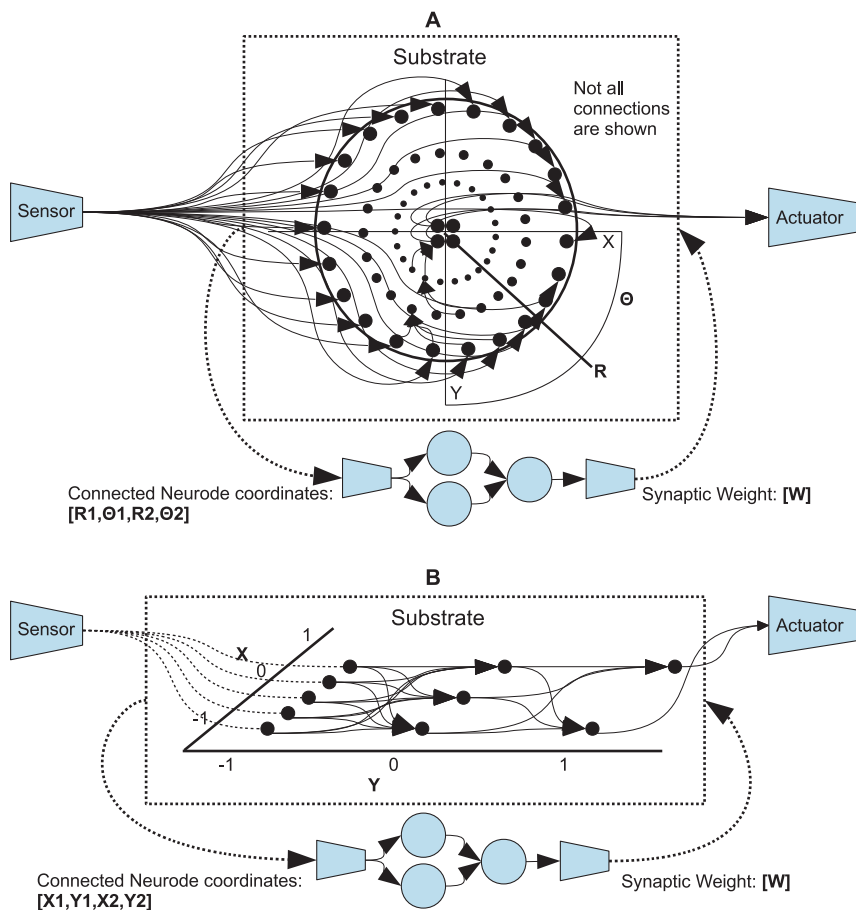 A
Substrate
Not all
connections
are shown
Sensor
Actuator
X
Θ
R
Y
Connected Neurode coordinates:
[R1,Θ1,R2,Θ2]
Synaptic Weight: [W]
B
Substrate
Sensor
Actuator
1
X
0
-1
-1
0
1
Y
Connected Neurode coordinates:
[X1,Y1,X2,Y2]
Synaptic Weight: [W]